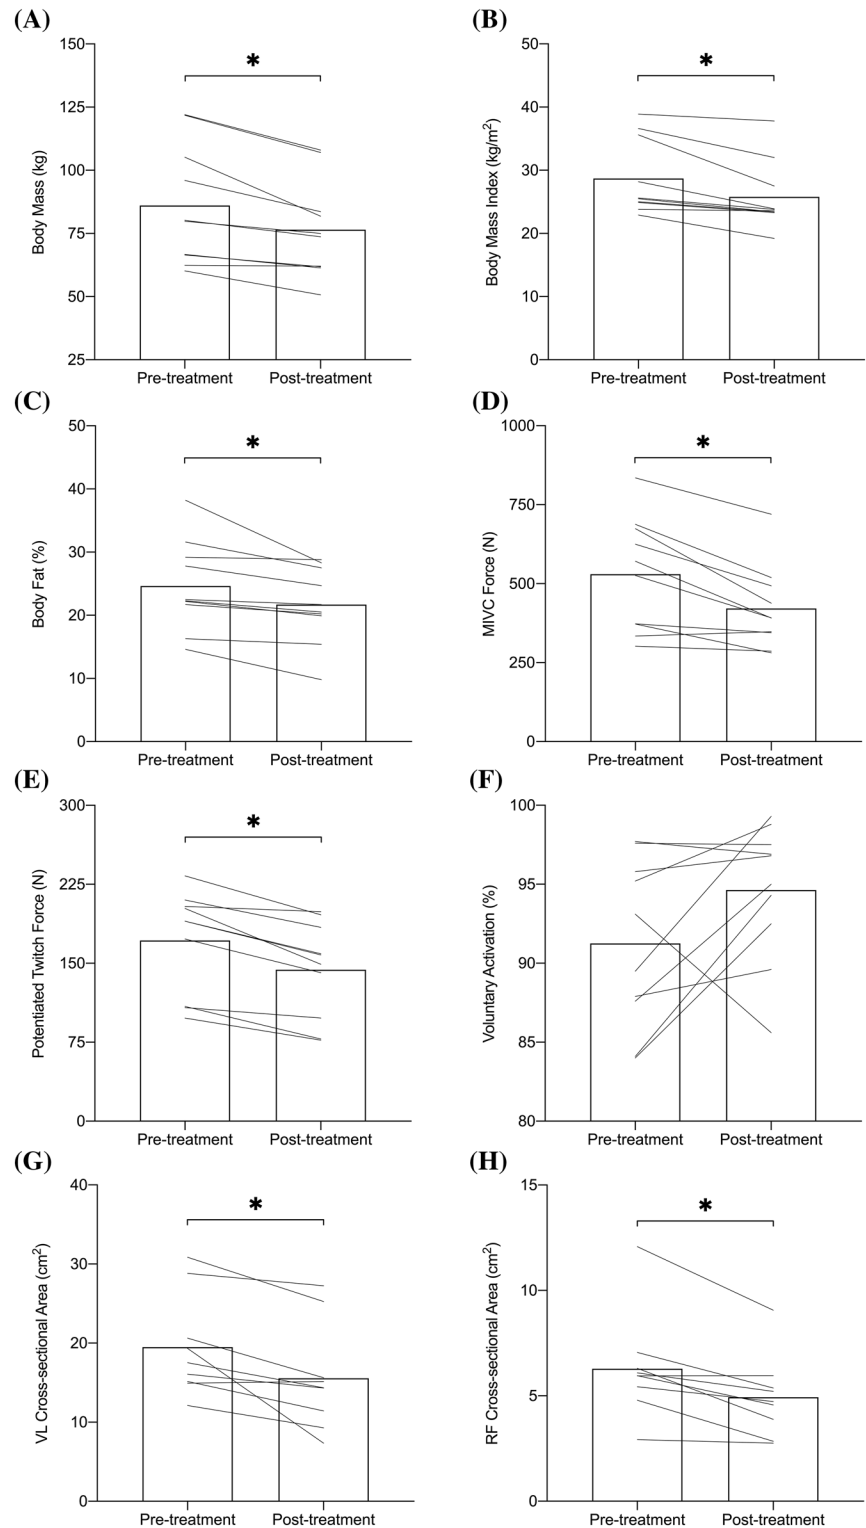 (A)
150
125
100
75
50
25
Body Mass (kg)
*
Pre-treatment Post-treatment
(B)
50
40
30
20
10
0
Body Mass Index (kg/m²)
*
Pre-treatment Post-treatment
(C)
50
40
30
20
10
0
Body Fat (%)
*
Pre-treatment Post-treatment
(D)
1000
750
500
250
0
MIVC Force (N)
*
Pre-treatment Post-treatment
(E)
300
225
150
75
0
Potentiated Twitch Force (N)
*
Pre-treatment Post-treatment
(F)
100
95
90
85
80
Voluntary Activation (%)
Pre-treatment Post-treatment
(G)
40
30
20
10
0
VL Cross-sectional Area (cm²)
*
Pre-treatment Post-treatment
(H)
15
10
5
0
RF Cross-sectional Area (cm²)
*
Pre-treatment Post-treatment